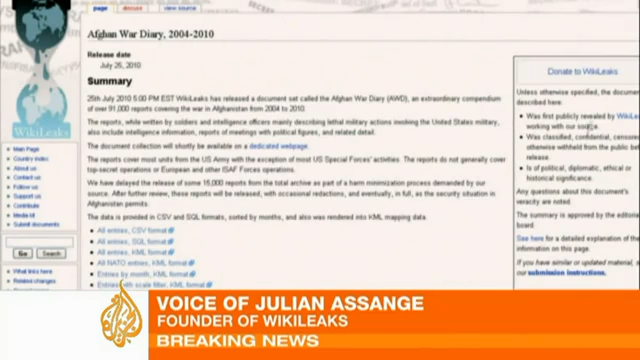 page discuss view source
Afghan War Diary, 2004-2010
Release date
July 25, 2010
Summary
25th July 2010 5:00 PM EST WikiLeaks has released a document set called the Afghan War Diary (AWD), an extraordinary compendium
of over 91,000 reports covering the war in Afghanistan from 2004 to 2010.
The reports, while written by soldiers and intelligence officers mainly describing lethal military actions involving the United States military,
also include intelligence information, reports of meetings with political figures, and related detail.
The document collection will shortly be available on a dedicated webpage.
The reports cover most units from the US Army with the exception of most US Special Forces' activities. The reports do not generally cover
top-secret operations or European and other ISAF Forces operations.
We have delayed the release of some 15,000 reports from the total archive as part of a harm minimization process demanded by our
source. After further review, these reports will be released, with occasional redactions, and eventually, in full, as the security situation in
Afghanistan permits.
The data is provided in CSV and SQL formats, sorted by months, and also was rendered into KML mapping data.
All entries, CSV format
All entries, SQL format
All entries, KML format
All NATO entries, KML format
Entries by month, KML format
Entries with scale filter, KML format
WikiLeaks
Main Page
Country index
About us
Contact us
Follow us
Support us
Contribute
Media kit
Submit documents
Go Search
What links here
Related changes
Donate to WikiLeaks
Unless otherwise specified, the documen
described here:
Was first publicly revealed by WikiLea
working with our source.
Was classified, confidential, censored
otherwise withheld from the public bef
release.
Is of political, diplomatic, ethical or
historical significance.
Any questions about this document's
veracity are noted.
The summary is approved by the editorial
board.
See here for a detailed explanation of the
information on this page.
If you have similar or updated material, s
our submission instructions.
VOICE OF JULIAN ASSANGE
FOUNDER OF WIKILEAKS
BREAKING NEWS